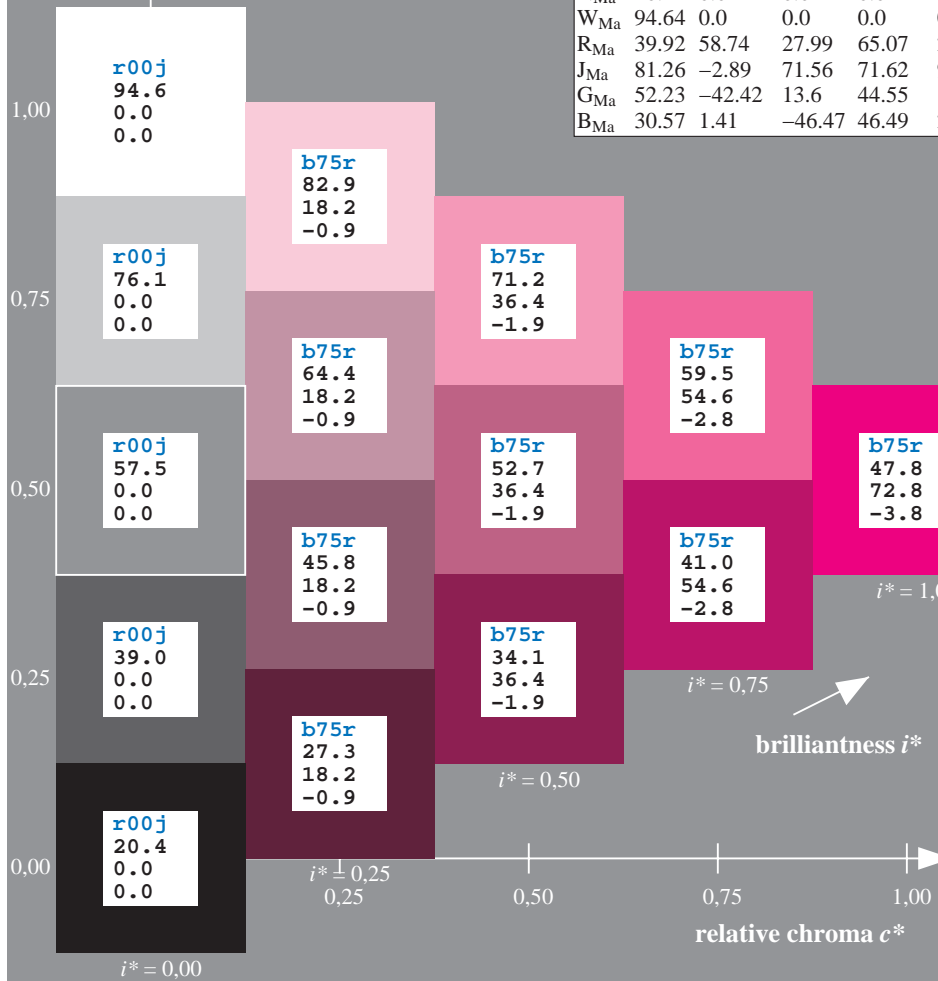 W_Ma 94.64 0.0 0.0 0.0
R_Ma 39.92 58.74 27.99 65.07
J_Ma 81.26 –2.89 71.56 71.62
G_Ma 52.23 –42.42 13.6 44.55
B_Ma 30.57 1.41 –46.47 46.49
r00j
94.6
0.0
0.0
1,00
b75r
82.9
18.2
-0.9
r00j
76.1
0.0
0.0
b75r
71.2
36.4
-1.9
0,75
b75r
64.4
18.2
-0.9
b75r
59.5
54.6
-2.8
r00j
57.5
0.0
0.0
b75r
52.7
36.4
-1.9
b75r
47.8
72.8
-3.8
0,50
b75r
45.8
18.2
-0.9
b75r
41.0
54.6
-2.8
i* = 1,0
r00j
39.0
0.0
0.0
b75r
34.1
36.4
-1.9
0,25
i* = 0,75
b75r
27.3
18.2
-0.9
brilliantness i*
i* = 0,50
r00j
20.4
0.0
0.0
0,00
i* = 0,25
0,25 0,50 0,75 1,00
relative chroma c*
i* = 0,00